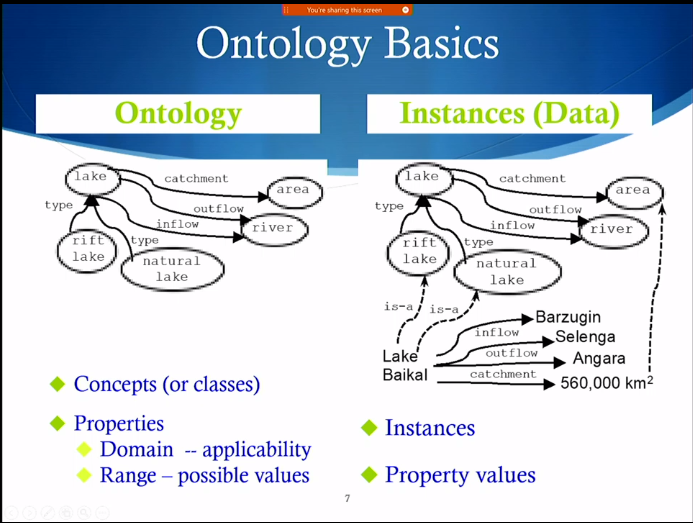 You're sharing this screen
Ontology Basics
Ontology
lake
catchment
area
outflow
type
inflow
river
rift
lake
type
natural
lake
Concepts (or classes)
Properties
Domain -- applicability
Range – possible values
Instances (Data)
lake
catchment
area
outflow
type
inflow
river
rift
lake
type
natural
lake
is-a
is-a
Barzugin
inflow
Selenga
Lake
Baikal
outflow
Angara
catchment
560,000 km²
Instances
Property values
7